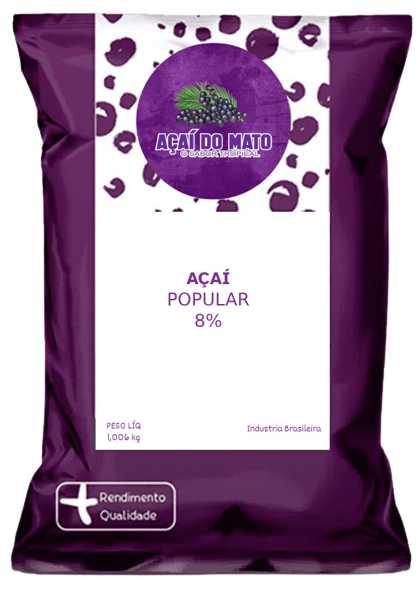 AÇAÍ DO MATO
O SABOR TROPICAL
AÇAÍ
POPULAR
8%
PESO LÍQ
1,006 kg
Industria Brasileira
+ Rendimento
Qualidade